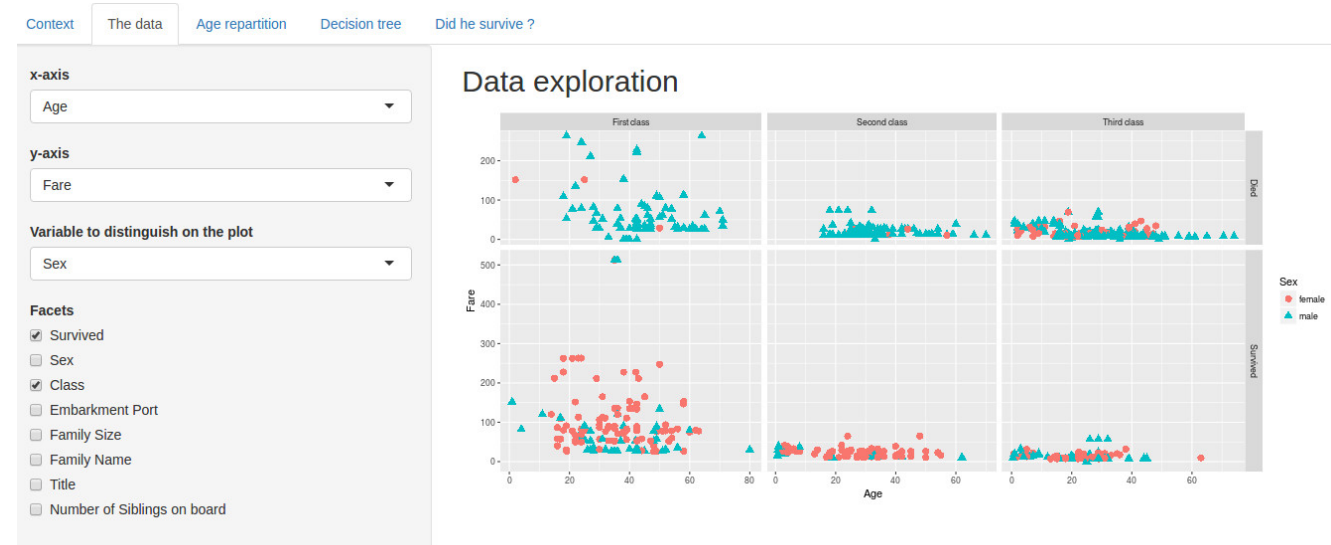 Context The data Age repartition Decision tree Did he survive ?
x-axis
Age
y-axis
Fare
Variable to distinguish on the plot
Sex
Facets
Survived
Sex
Class
Embarkment Port
Family Size
Family Name
Title
Number of Siblings on board
Data exploration
First class Second class Third class
200
100
0
Died
500
400
300
200
100
0
Fare
Survived
0 20 40 60 80 0 20 40 60 0 20 40 60
Age
Sex
female
male